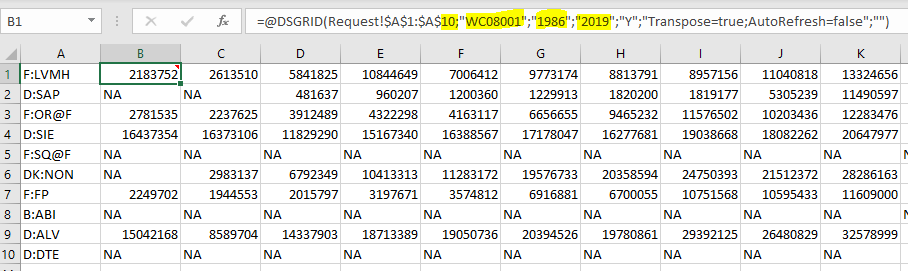 B1 =@DSGRID(Request!$A$1:$A$10;"WC08001";"1986";"2019";"Y";"Transpose=true;AutoRefresh=false";"")
A B C D E F G H I J K
1 F:LVMH 2183752 2613510 5841825 10844649 7006412 9773174 8813791 8957156 11040818 13324656
2 D:SAP NA NA 481637 960207 1200360 1229913 1820200 1819177 5305239 11490597
3 F:OR@F 2781535 2237625 3912489 4322298 4163117 6656655 9465232 11576502 10203436 12283476
4 D:SIE 16437354 16373106 11829290 15167340 16388567 17178047 16277681 19038668 18082262 20647977
5 F:SQ@F NA NA NA NA NA NA NA NA NA NA
6 DK:NON NA 2983137 6792349 10413313 11283172 19576733 20358594 24750393 21512372 28286163
7 F:FP 2249702 1944553 2015797 3197671 3574812 6916881 6700055 10751568 10595433 11609000
8 B:ABI NA NA NA NA NA NA NA NA NA NA
9 D:ALV 15042168 8589704 14337903 18713389 19050736 20394526 19780861 29392125 26480829 32578999
10 D:DTE NA NA NA NA NA NA NA NA NA NA